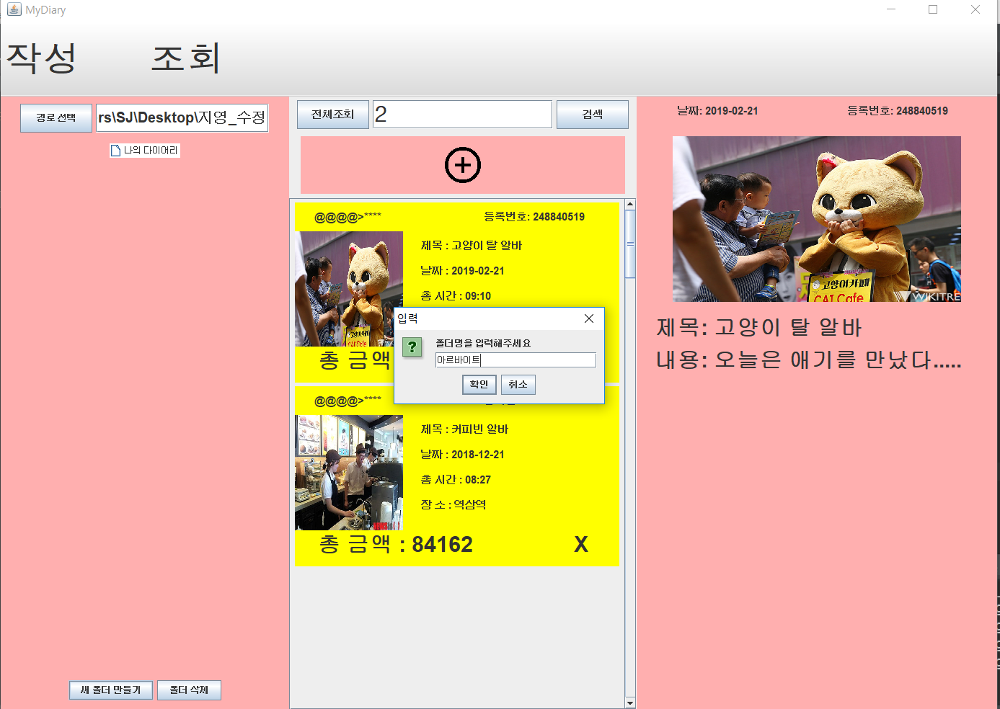 MyDiary
작성 조회
경로 선택 rs\SJ\Desktop\지영_수정
나의 다이어리
새 폴더 만들기 폴더 삭제
전체조회 2 검색
@@@@>**** 등록번호: 248840519
제목 : 고양이 탈 알바
날짜 : 2019-02-21
총 시간 : 09:10
총 금액
입력
폴더명을 입력해주세요
아르바이트
확인 취소
@@@@>****
제목 : 커피빈 알바
날짜 : 2018-12-21
총 시간 : 08:27
장 소 : 역삼역
총 금액 : 84162 X
날짜: 2019-02-21 등록번호: 248840519
고양이카페
CAT Cafe
WIKITRE
제목: 고양이 탈 알바
내용: 오늘은 애기를 만났다.....